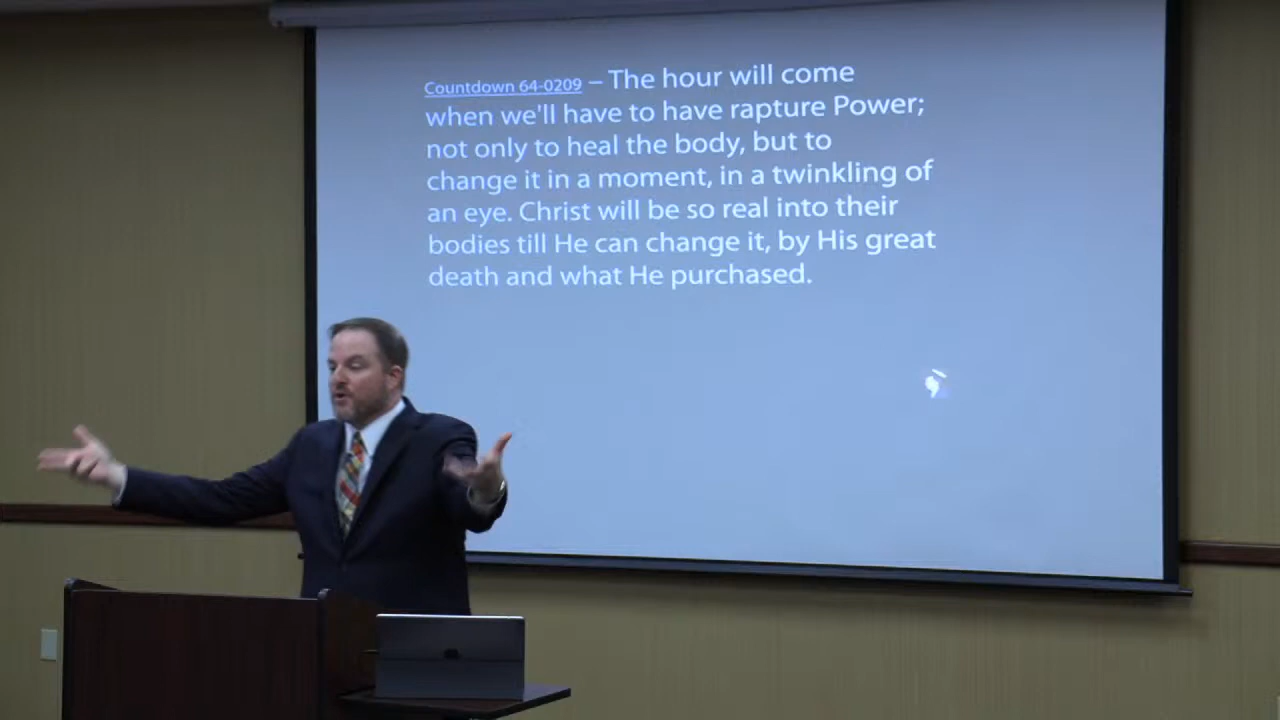 Countdown 64-0209 – The hour will come
when we'll have to have rapture Power;
not only to heal the body, but to
change it in a moment, in a twinkling of
an eye. Christ will be so real into their
bodies till He can change it, by His great
death and what He purchased.